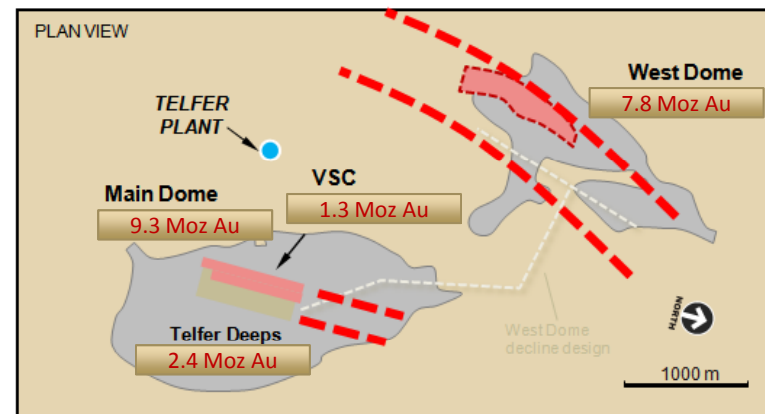 PLAN VIEW
West Dome
7.8 Moz Au
TELFER
PLANT
VSC
1.3 Moz Au
Main Dome
9.3 Moz Au
Telfer Deeps
2.4 Moz Au
West Dome
decline design
NORTH
1000 m